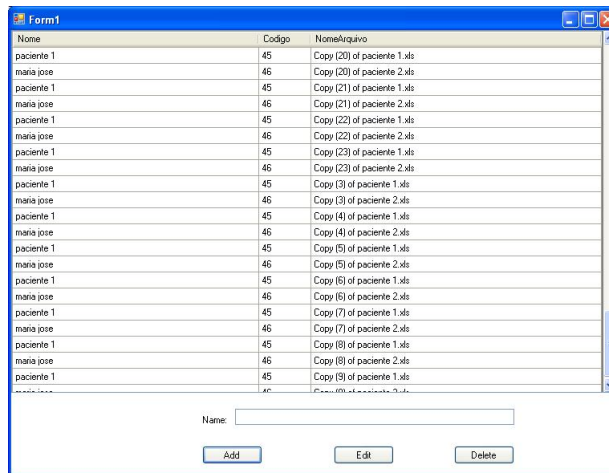 Form1
Nome Codigo NomeArquivo
paciente 1 45 Copy (20) of paciente 1.xls
maria jose 46 Copy (20) of paciente 2.xls
paciente 1 45 Copy (21) of paciente 1.xls
maria jose 46 Copy (21) of paciente 2.xls
paciente 1 45 Copy (22) of paciente 1.xls
maria jose 46 Copy (22) of paciente 2.xls
paciente 1 45 Copy (23) of paciente 1.xls
maria jose 46 Copy (23) of paciente 2.xls
paciente 1 45 Copy (3) of paciente 1.xls
maria jose 46 Copy (3) of paciente 2.xls
paciente 1 45 Copy (4) of paciente 1.xls
maria jose 46 Copy (4) of paciente 2.xls
paciente 1 45 Copy (5) of paciente 1.xls
maria jose 46 Copy (5) of paciente 2.xls
paciente 1 45 Copy (6) of paciente 1.xls
maria jose 46 Copy (6) of paciente 2.xls
paciente 1 45 Copy (7) of paciente 1.xls
maria jose 46 Copy (7) of paciente 2.xls
paciente 1 45 Copy (8) of paciente 1.xls
maria jose 46 Copy (8) of paciente 2.xls
paciente 1 45 Copy (9) of paciente 1.xls
Name:
Add Edit Delete